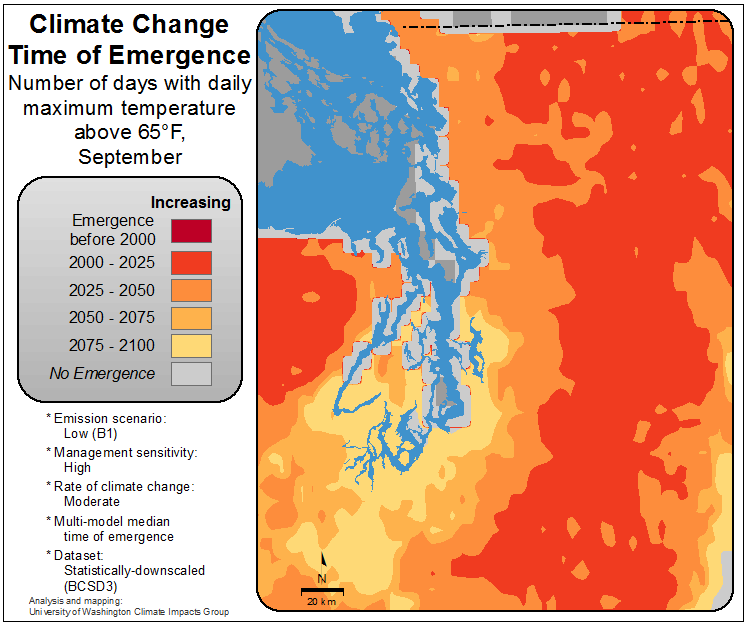 Climate Change
Time of Emergence
Number of days with daily
maximum temperature
above 65°F,
September
Increasing
Emergence
before 2000
2000 - 2025
2025 - 2050
2050 - 2075
2075 - 2100
No Emergence
* Emission scenario:
Low (B1)
* Management sensitivity:
High
* Rate of climate change:
Moderate
* Multi-model median
time of emergence
* Dataset:
Statistically-downscaled
(BCSD3)
Analysis and mapping:
University of Washington Climate Impacts Group
N
20 km